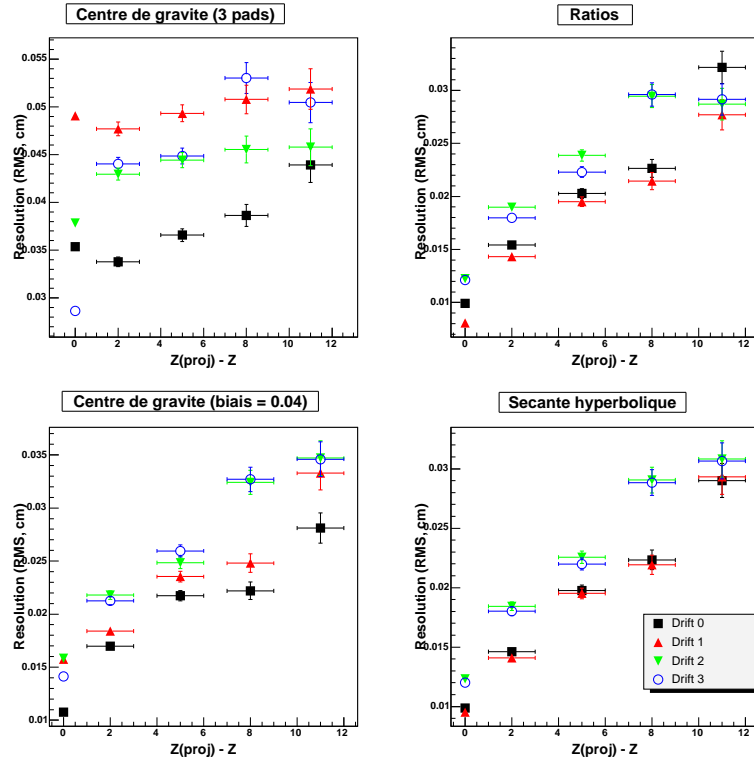 Centre de gravite (3 pads)
Resolution (RMS, cm)
0.055
0.05
0.045
0.04
0.035
0.03
0 2 4 6 8 10 12
Z(proj) - Z
Ratios
Resolution (RMS, cm)
0.03
0.025
0.02
0.015
0.01
0 2 4 6 8 10 12
Z(proj) - Z
Centre de gravite (biais = 0.04)
Resolution (RMS, cm)
0.035
0.03
0.025
0.02
0.015
0.01
0 2 4 6 8 10 12
Z(proj) - Z
Secante hyperbolique
Resolution (RMS, cm)
0.03
0.025
0.02
0.015
0.01
0 2 4 6 8 10 12
Z(proj) - Z
Drift 0
Drift 1
Drift 2
Drift 3